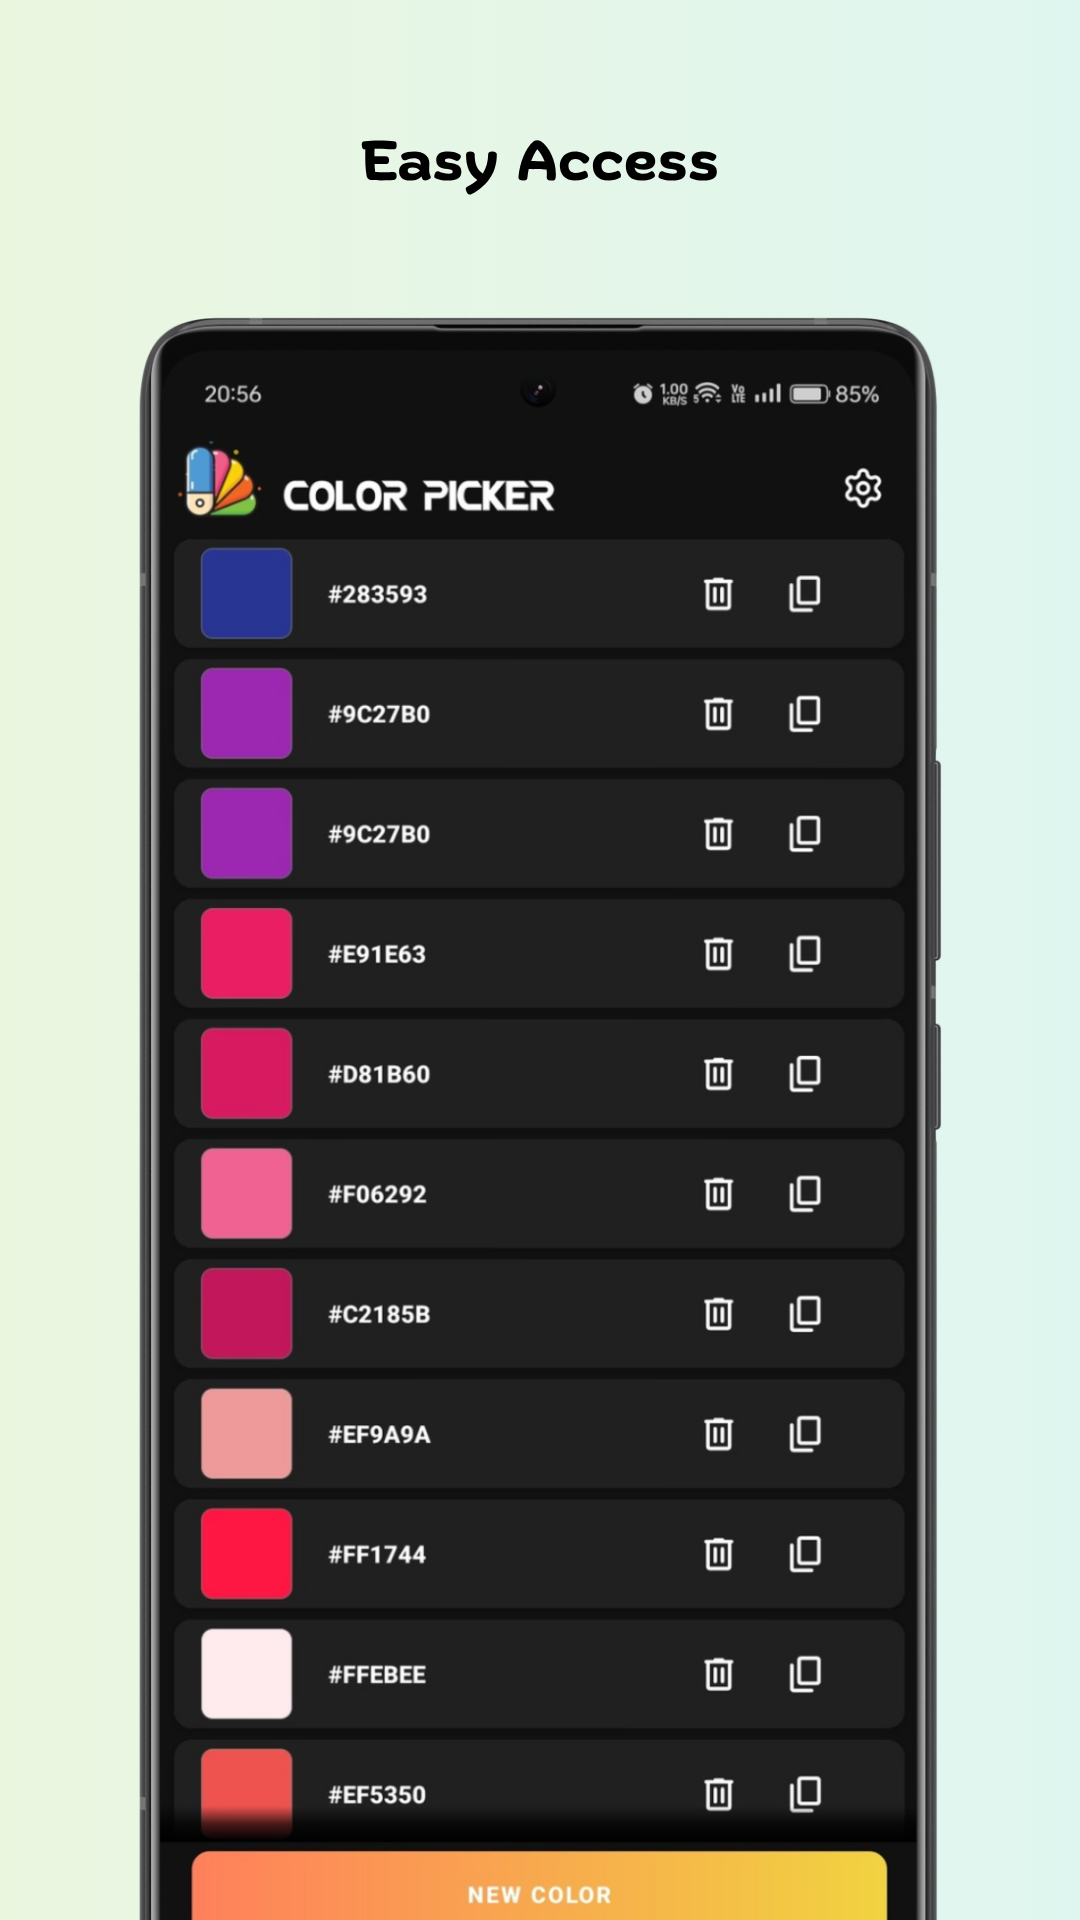 Easy Access
20:56
1.00
KB/S
5
Vo
LTE
85%
COLOR PICKER
#283593
#9C27B0
#9C27B0
#E91E63
#D81B60
#F06292
#C2185B
#EF9A9A
#FF1744
#FFEBEE
#EF5350
NEW COLOR